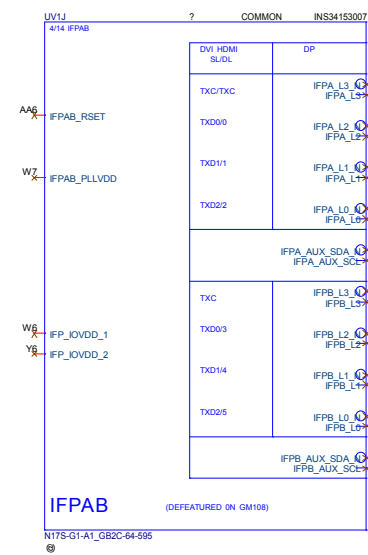 UV1J ? COMMON INS34153007
4/14 IFPAB
DVI HDMI DP
SL/DL
TXC/TXC IFPA_L3_N
IFPA_L3
AA6 IFPAB_RSET
TXD0/0 IFPA_L2_N
IFPA_L2
W7 IFPAB_PLLVDD
TXD1/1 IFPA_L1_N
IFPA_L1
TXD2/2 IFPA_L0_N
IFPA_L0
IFPA_AUX_SDA_N
IFPA_AUX_SCL
TXC IFPB_L3_N
IFPB_L3
W6 IFP_IOVDD_1
TXD0/3 IFPB_L2_N
IFPB_L2
Y6 IFP_IOVDD_2
TXD1/4 IFPB_L1_N
IFPB_L1
TXD2/5 IFPB_L0_N
IFPB_L0
IFPB_AUX_SDA_N
IFPB_AUX_SCL
IFPAB (DEFEATURED 0N GM108)
N17S-G1-A1_GB2C-64-595
@